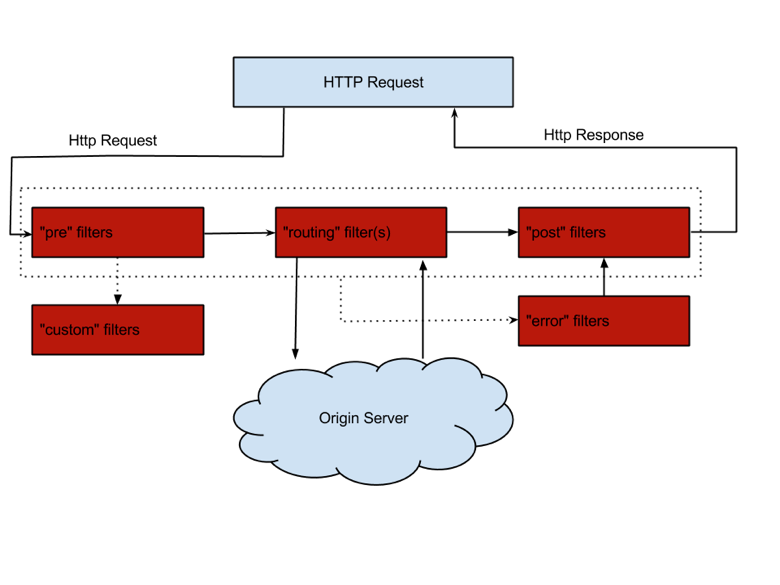 HTTP Request
Http Request
Http Response
"pre" filters
"routing" filter(s)
"post" filters
"custom" filters
"error" filters
Origin Server